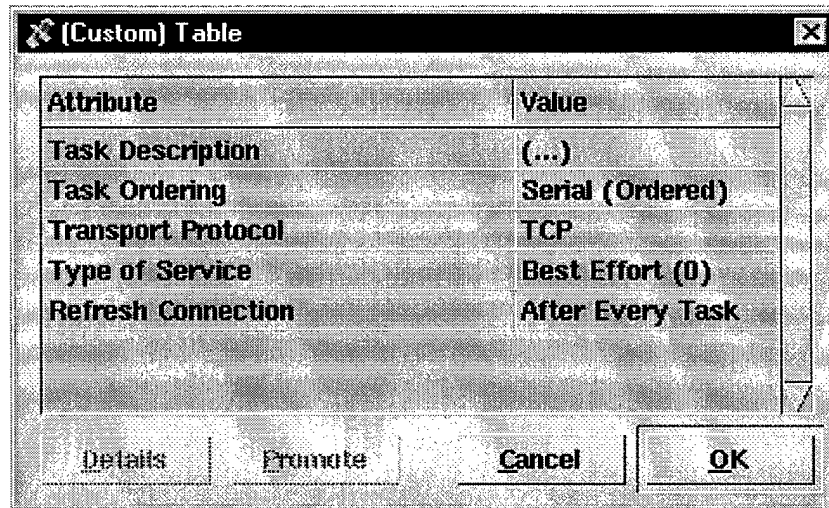 (Custom) Table
Attribute Value
Task Description (...)
Task Ordering Serial (Ordered)
Transport Protocol TCP
Type of Service Best Effort (0)
Refresh Connection After Every Task
Details Promote Cancel OK